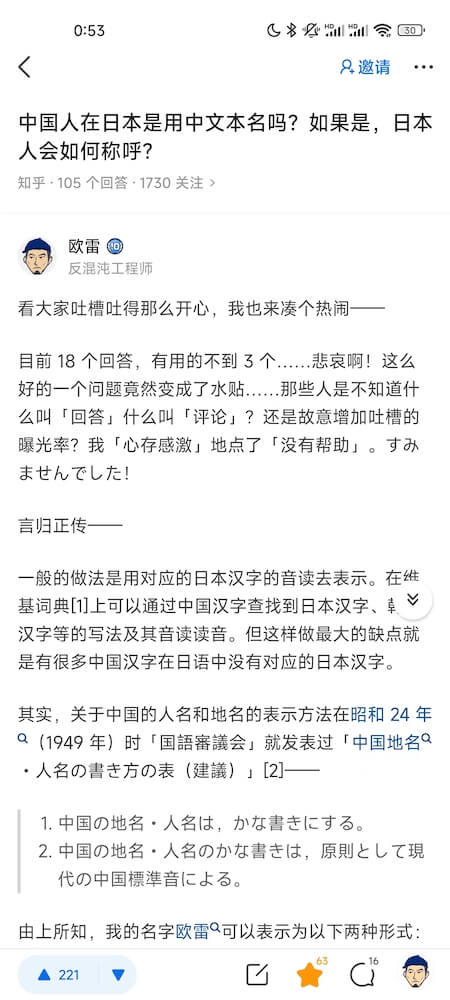 0:53
HD HD 30
邀请
中国人在日本是用中文本名吗？如果是，日本
人会如何称呼？
知乎 · 105 个回答 · 1730 关注 >
欧雷
反混沌工程师
看大家吐槽吐得那么开心，我也来凑个热闹——
目前 18 个回答，有用的不到 3 个……悲哀啊！这么
好的一个问题竟然变成了水贴……那些人是不知道什
么叫「回答」什么叫「评论」？还是故意增加吐槽的
曝光率？我「心存感激」地点了「没有帮助」。すみ
ませんでした！
言归正传——
一般的做法是用对应的日本汉字的音读去表示。在维
基词典[1]上可以通过中国汉字查找到日本汉字、韩
汉字等的写法及其音读读音。但这样做最大的缺点就
是有很多中国汉字在日语中没有对应的日本汉字。
其实，关于中国的人名和地名的表示方法在昭和 24 年
（1949 年）时「国語審議會」就发表过「中国地名
・人名の書き方の表（建議）」[2]——
1. 中国の地名・人名は，かな書きにする。
2. 中国の地名・人名のかな書きは，原則として現
代の中国標準音による。
由上所知，我的名字欧雷可以表示为以下两种形式：
221
63
16